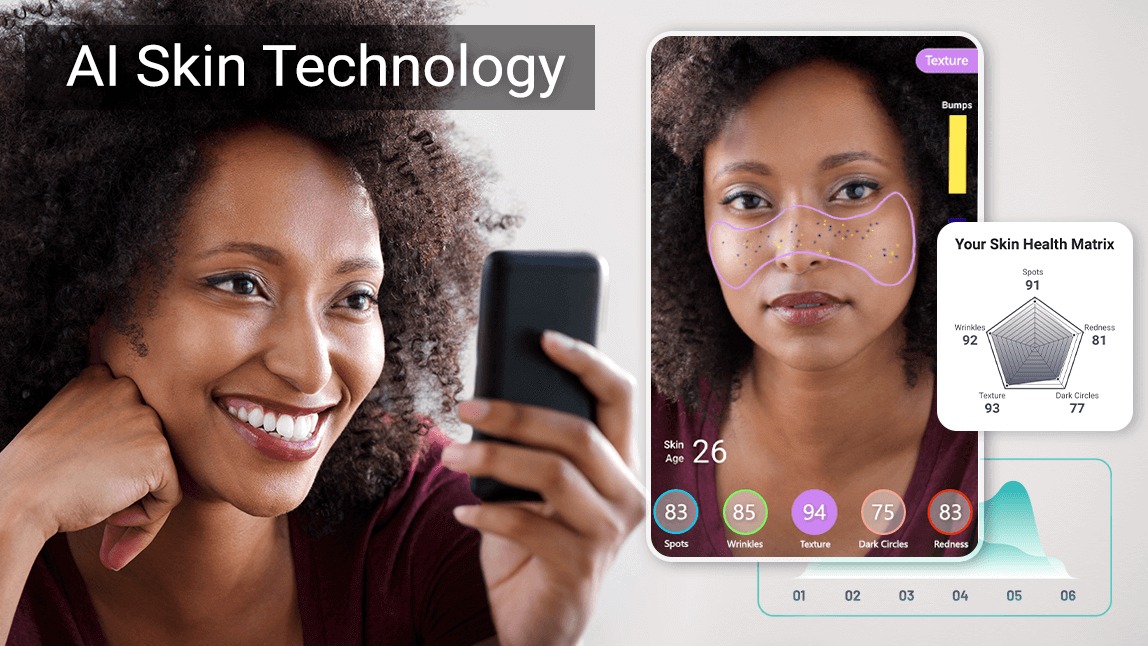 AI Skin Technology
Texture
Bumps
Skin
Age
26
83
85
94
75
83
Spots
Wrinkles
Texture
Dark Circles
Redness
Your Skin Health Matrix
Spots
91
Wrinkles
92
Redness
81
Texture
93
Dark Circles
77
01 02 03 04 05 06